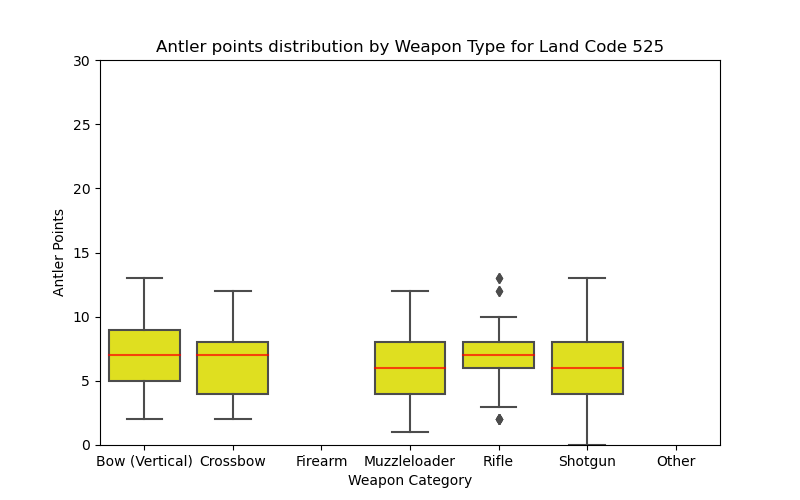 Antler points distribution by Weapon Type for Land Code 525
30
25
20
15
10
5
0
Antler Points
Bow (Vertical) Crossbow Firearm Muzzleloader Rifle Shotgun Other
Weapon Category